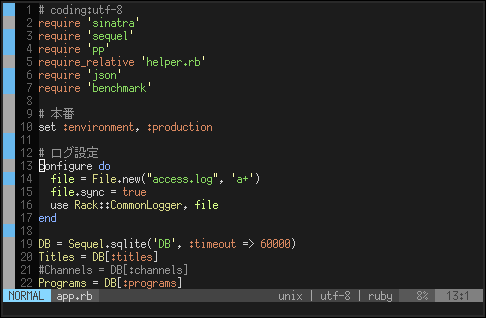 1 # coding:utf-8
2 require 'sinatra'
3 require 'sequel'
4 require 'pp'
5 require_relative 'helper.rb'
6 require 'json'
7 require 'benchmark'
8
9 # 本番
10 set :environment, :production
11
12 # ログ設定
13 configure do
14   file = File.new("access.log", 'a+')
15   file.sync = true
16   use Rack::CommonLogger, file
17 end
18
19 DB = Sequel.sqlite('DB', :timeout => 60000)
20 Titles = DB[:titles]
21 #Channels = DB[:channels]
22 Programs = DB[:programs]
NORMAL app.rb unix | utf-8 | ruby 8% 13:1